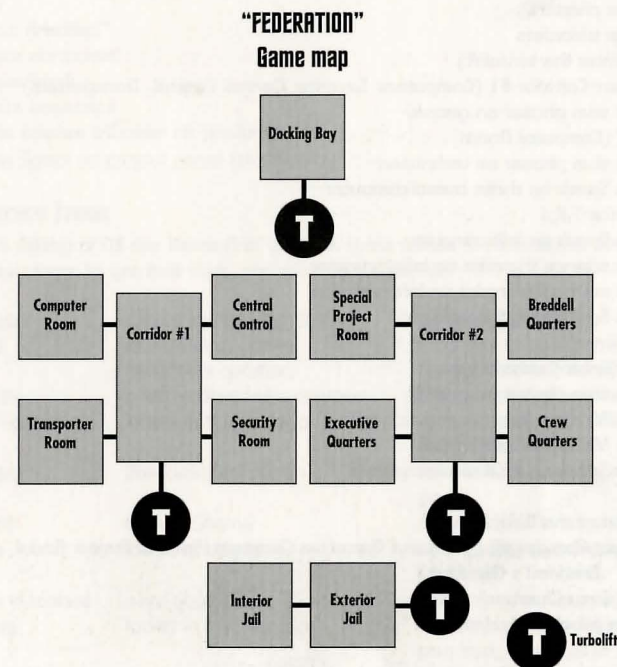 "FEDERATION"
Game map
Docking Bay
T
Computer
Room
Corridor #1
Central
Control
Special
Project
Room
Corridor #2
Breddell
Quarters
Transporter
Room
Security
Room
Executive
Quarters
Crew
Quarters
T
T
Interior
Jail
Exterior
Jail
T
T
Turbolift